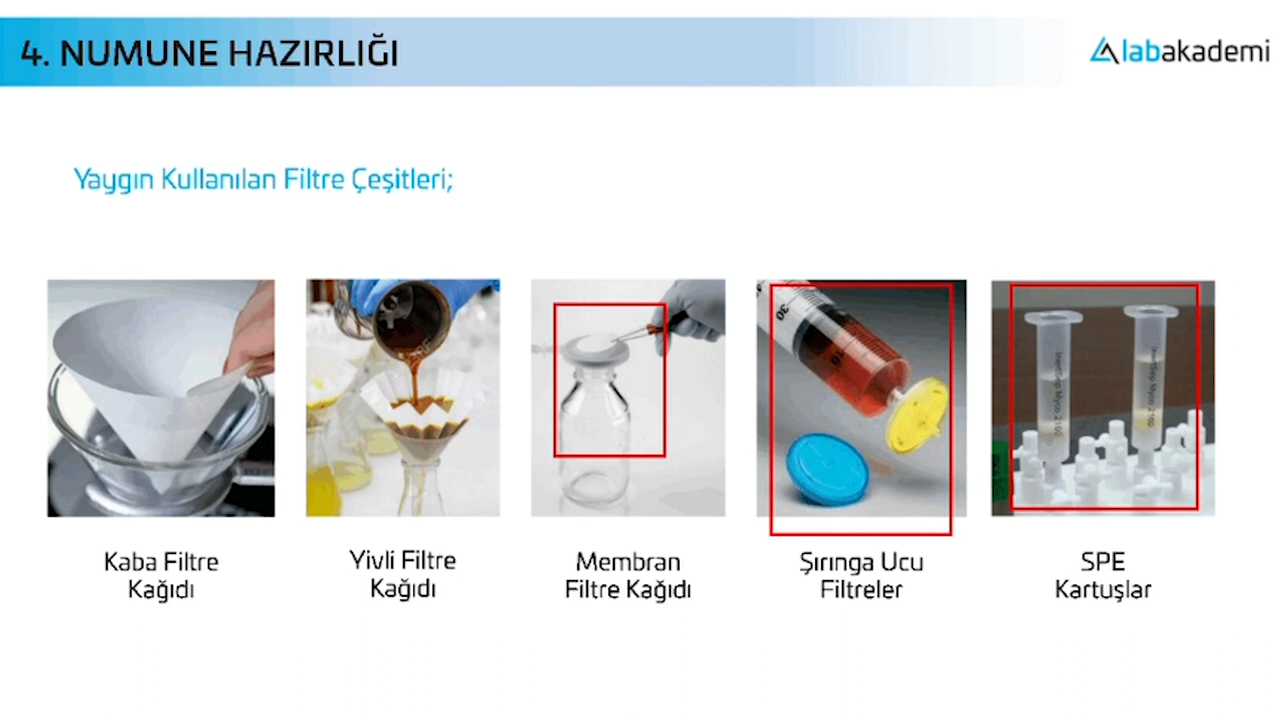 4. NUMUNE HAZIRLIĞI
labakademi
Yaygın Kullanılan Filtre Çeşitleri;
Kaba Filtre
Kağıdı
Yivli Filtre
Kağıdı
Membran
Filtre Kağıdı
Şırınga Ucu
Filtreler
SPE
Kartuşlar